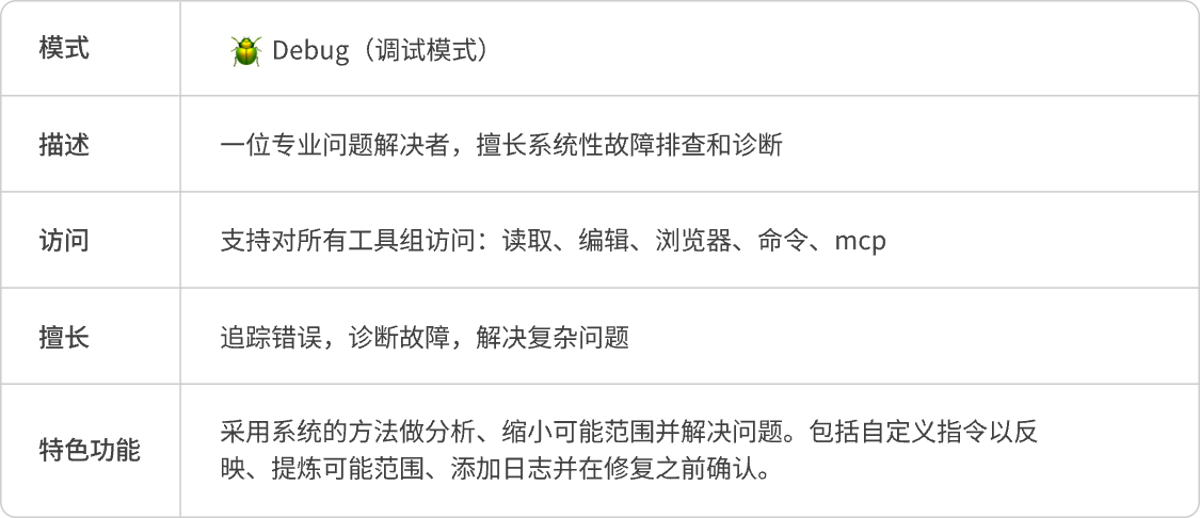 模式
🪲 Debug（调试模式）
描述
一位专业问题解决者，擅长系统性故障排查和诊断
访问
支持对所有工具组访问：读取、编辑、浏览器、命令、mcp
擅长
追踪错误，诊断故障，解决复杂问题
特色功能
采用系统的方法做分析、缩小可能范围并解决问题。包括自定义指令以反
映、提炼可能范围、添加日志并在修复之前确认。